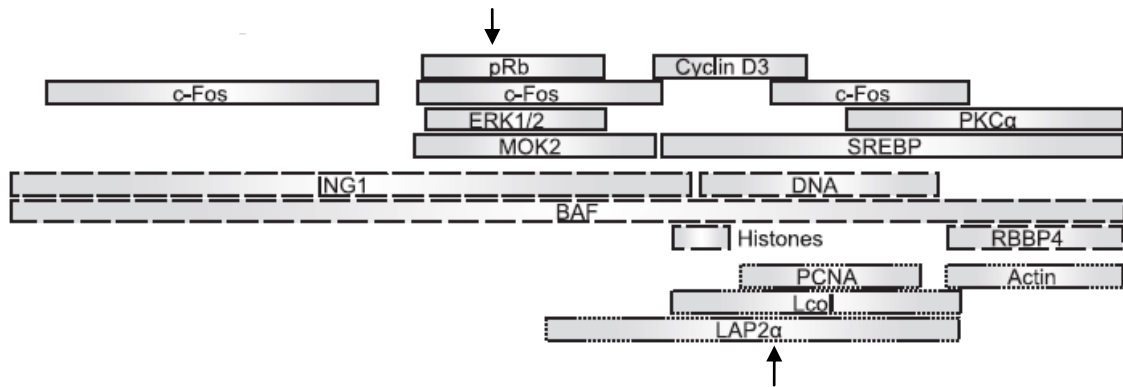 pRb Cyclin D3
c-Fos c-Fos c-Fos
ERK1/2 PKCα
MOK2 SREBP
ING1 DNA
BAF
Histones RBBP4
PCNA Actin
Lco
LAP2α